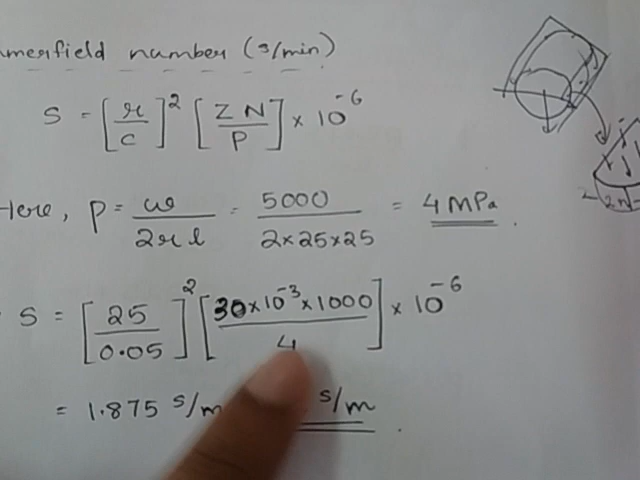 merfield number (s/min)
S = [r/c]² [ZN/P] × 10⁻⁶
Here, P = w/2rl = 5000/2×25×25 = 4 MPa.
S = [25/0.05]² [30×10⁻³×1000/4] × 10⁻⁶
= 1.875 s/m s/m.